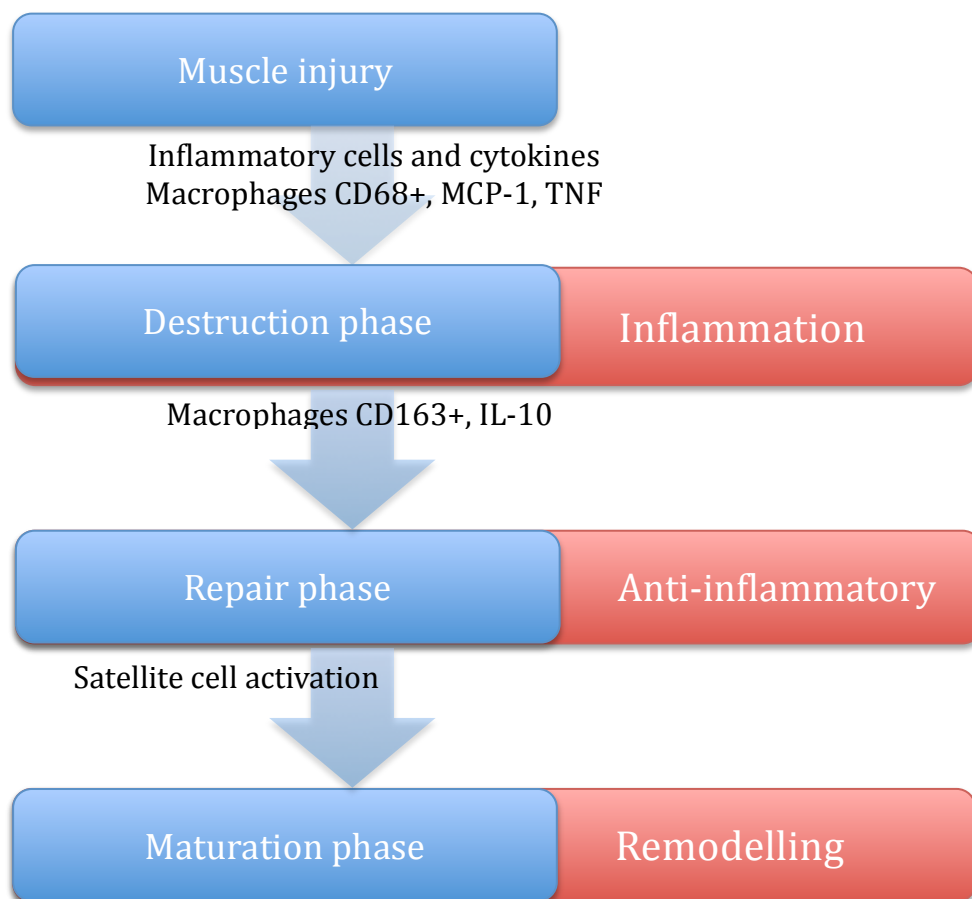 Muscle injury
Inflammatory cells and cytokines
Macrophages CD68+, MCP-1, TNF
Destruction phase
Inflammation
Macrophages CD163+, IL-10
Repair phase
Anti-inflammatory
Satellite cell activation
Maturation phase
Remodelling